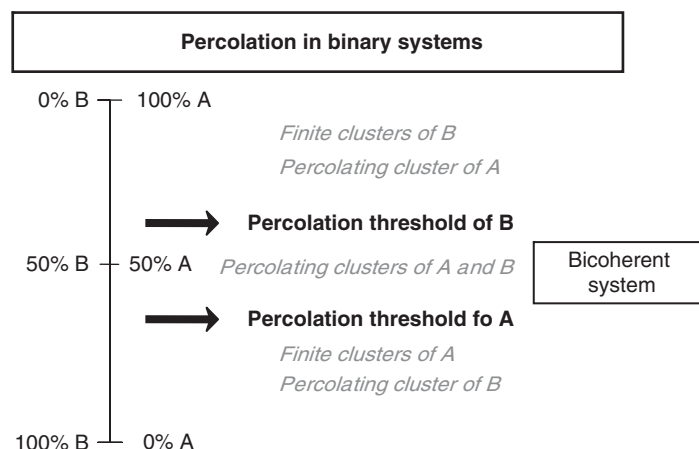 Percolation in binary systems
0% B 100% A
Finite clusters of B
Percolating cluster of A
Percolation threshold of B
50% B 50% A
Percolating clusters of A and B
Bicoherent
system
Percolation threshold fo A
Finite clusters of A
Percolating cluster of B
100% B 0% A